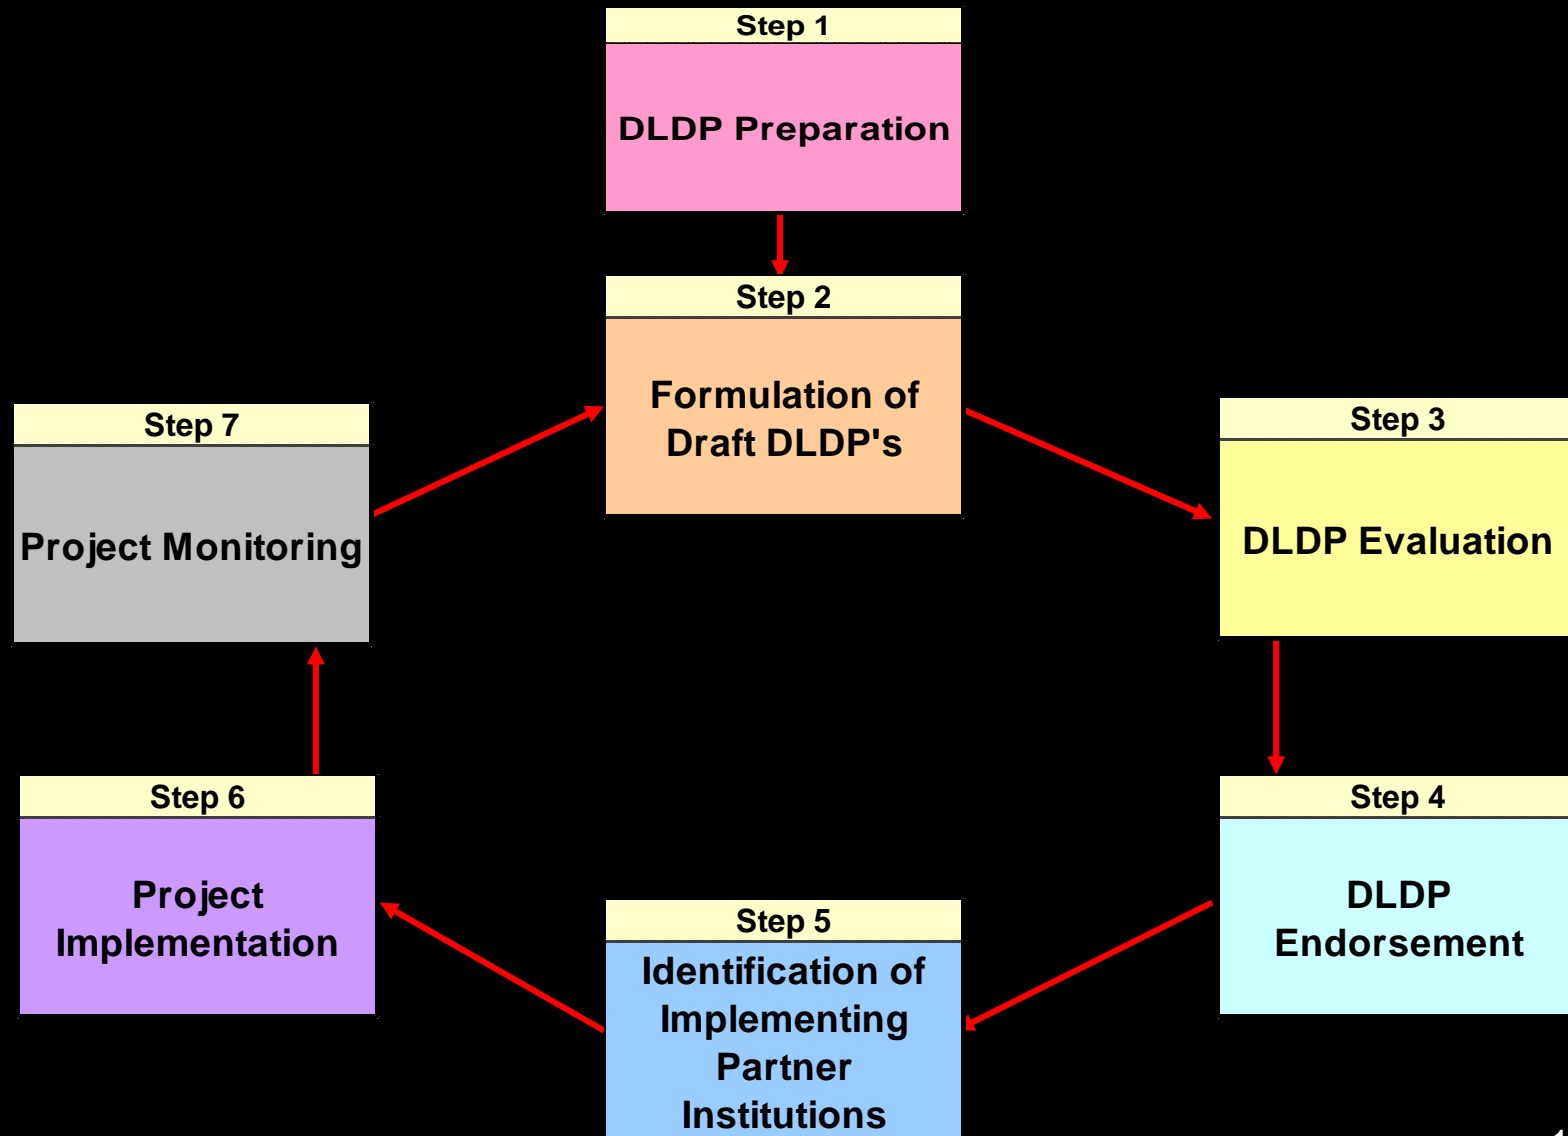 Step 1
DLDP Preparation
Step 2
Formulation of
Draft DLDP's
Step 3
DLDP Evaluation
Step 4
DLDP
Endorsement
Step 5
Identification of
Implementing
Partner
Institutions
Step 6
Project
Implementation
Step 7
Project Monitoring